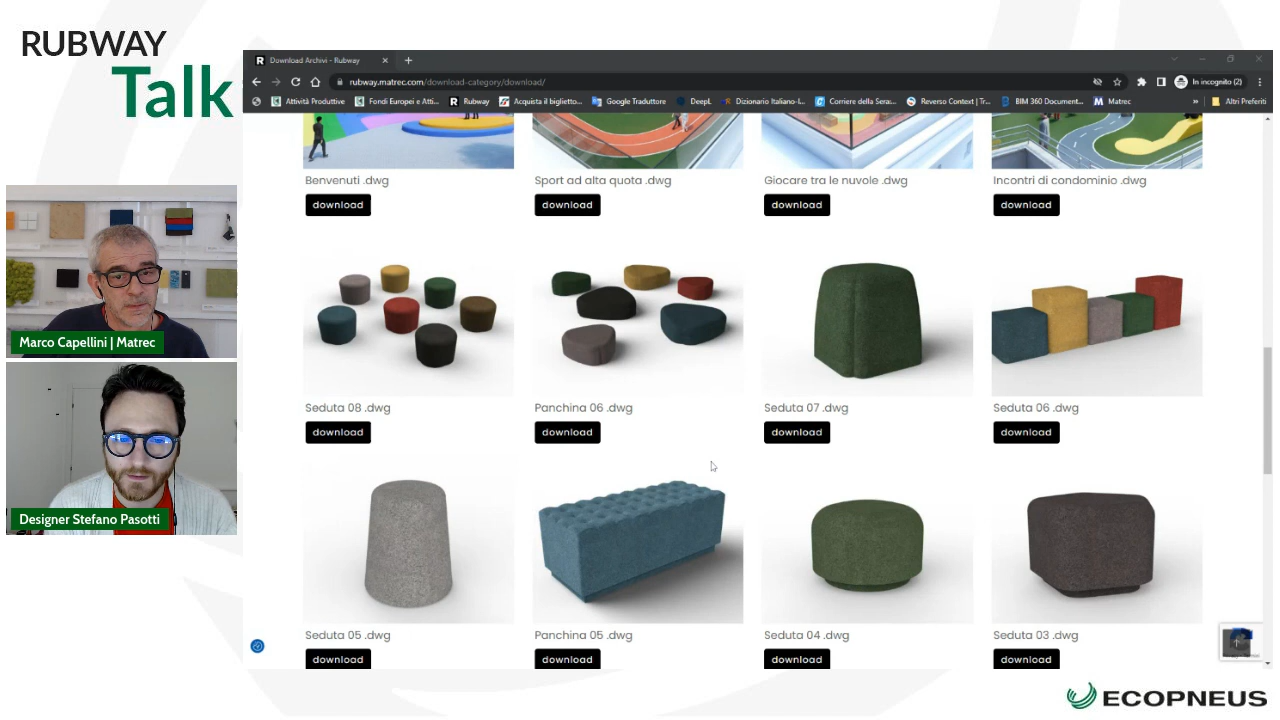 RUBWAY
Talk
Download Archivi - Rubway
rubway.matrec.com/download-category/download/
In incognito (2)
Attività Produttive
Fondi Europei e Atti...
Rubway
Acquista il biglietto...
Google Traduttore
DeepL
Dizionario Italiano-I...
Corriere della Sera:...
Reverso Context | Tr...
BIM 360 Document...
Matrec
»
Altri Preferiti
Benvenuti .dwg
Sport ad alta quota .dwg
Giocare tra le nuvole .dwg
Incontri di condominio .dwg
download
download
download
download
Marco Capellini | Matrec
Seduta 08 .dwg
Panchina 06 .dwg
Seduta 07 .dwg
Seduta 06 .dwg
download
download
download
download
Designer Stefano Pasotti
Seduta 05 .dwg
Panchina 05 .dwg
Seduta 04 .dwg
Seduta 03 .dwg
download
download
download
download
ECOPNEUS